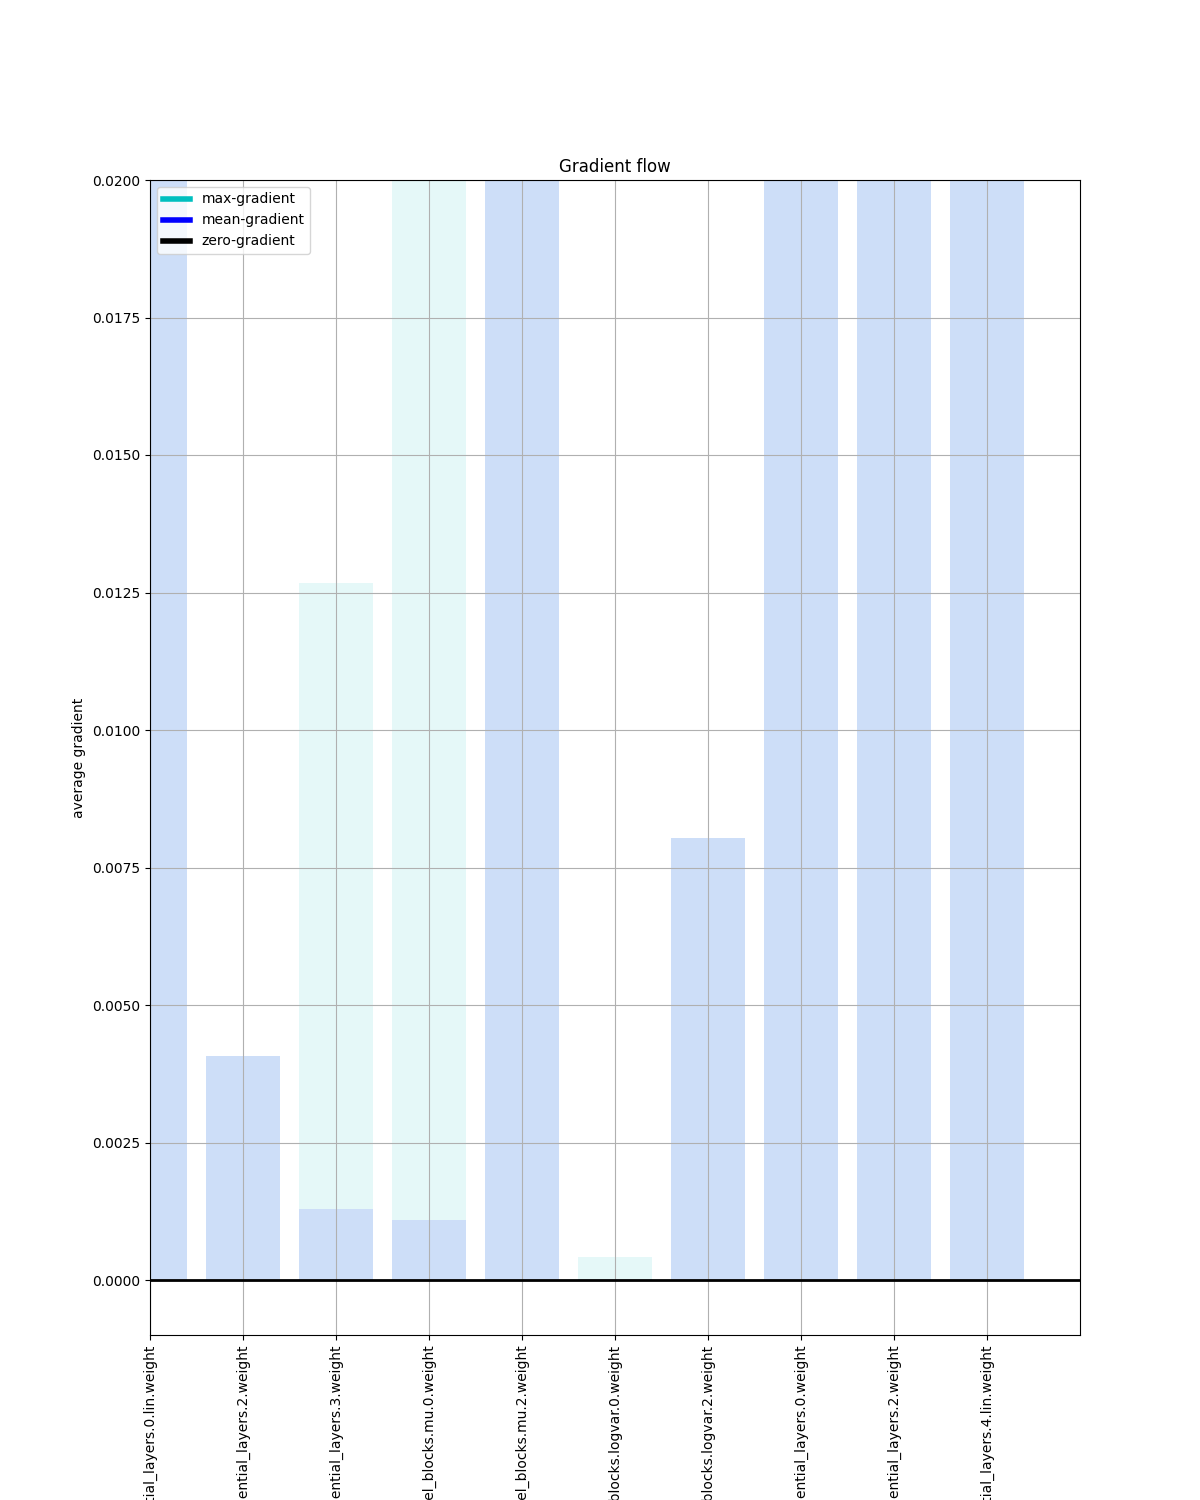 Gradient flow
max-gradient
mean-gradient
zero-gradient
0.0200
0.0175
0.0150
0.0125
0.0100
0.0075
0.0050
0.0025
0.0000
average gradient
tial_layers.0.lin.weight
ential_layers.2.weight
ential_layers.3.weight
el_blocks.mu.0.weight
el_blocks.mu.2.weight
blocks.logvar.0.weight
blocks.logvar.2.weight
ential_layers.0.weight
ential_layers.2.weight
tial_layers.4.lin.weight